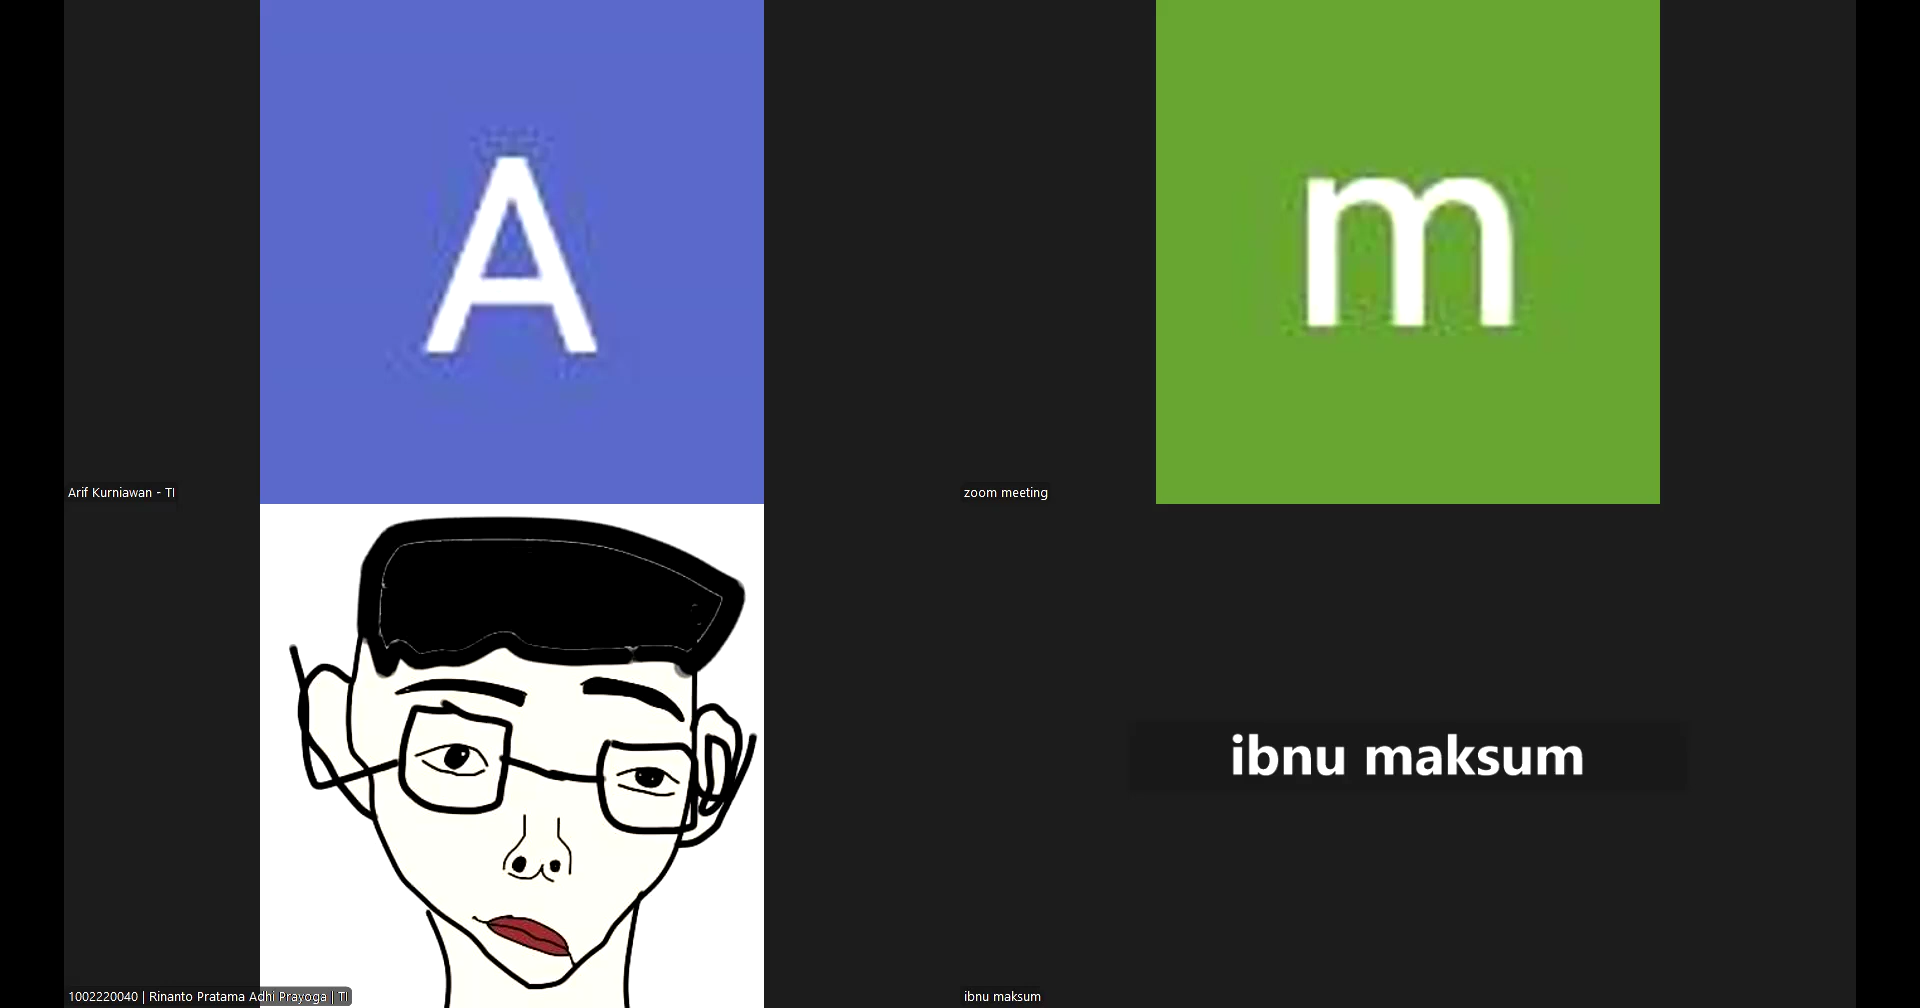 A
m
Arif Kurniawan - TI
zoom meeting
ibnu maksum
1002220040 | Rinanto Pratama Adhi Prayoga | TI
ibnu maksum